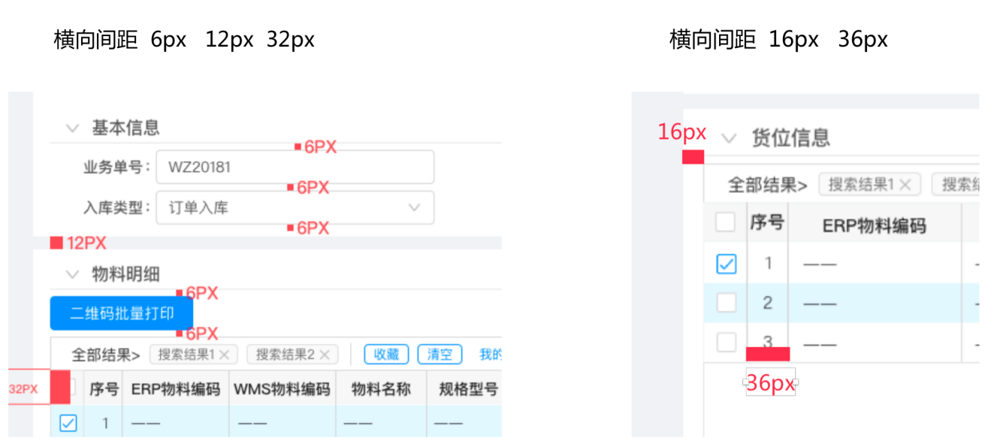 横向间距 6px 12px 32px
基本信息
6PX
业务单号: WZ20181
6PX
入库类型: 订单入库
6PX
12PX
物料明细
6PX
二维码批量打印
6PX
全部结果> 搜索结果1 × 搜索结果2 × 收藏 清空 我的
32PX
序号 ERP物料编码 WMS物料编码 物料名称 规格型号
1 —— —— —— ——
横向间距 16px 36px
16px
货位信息
全部结果> 搜索结果1 × 搜索结
序号 ERP物料编码
1 ——
2 ——
3 ——
36px